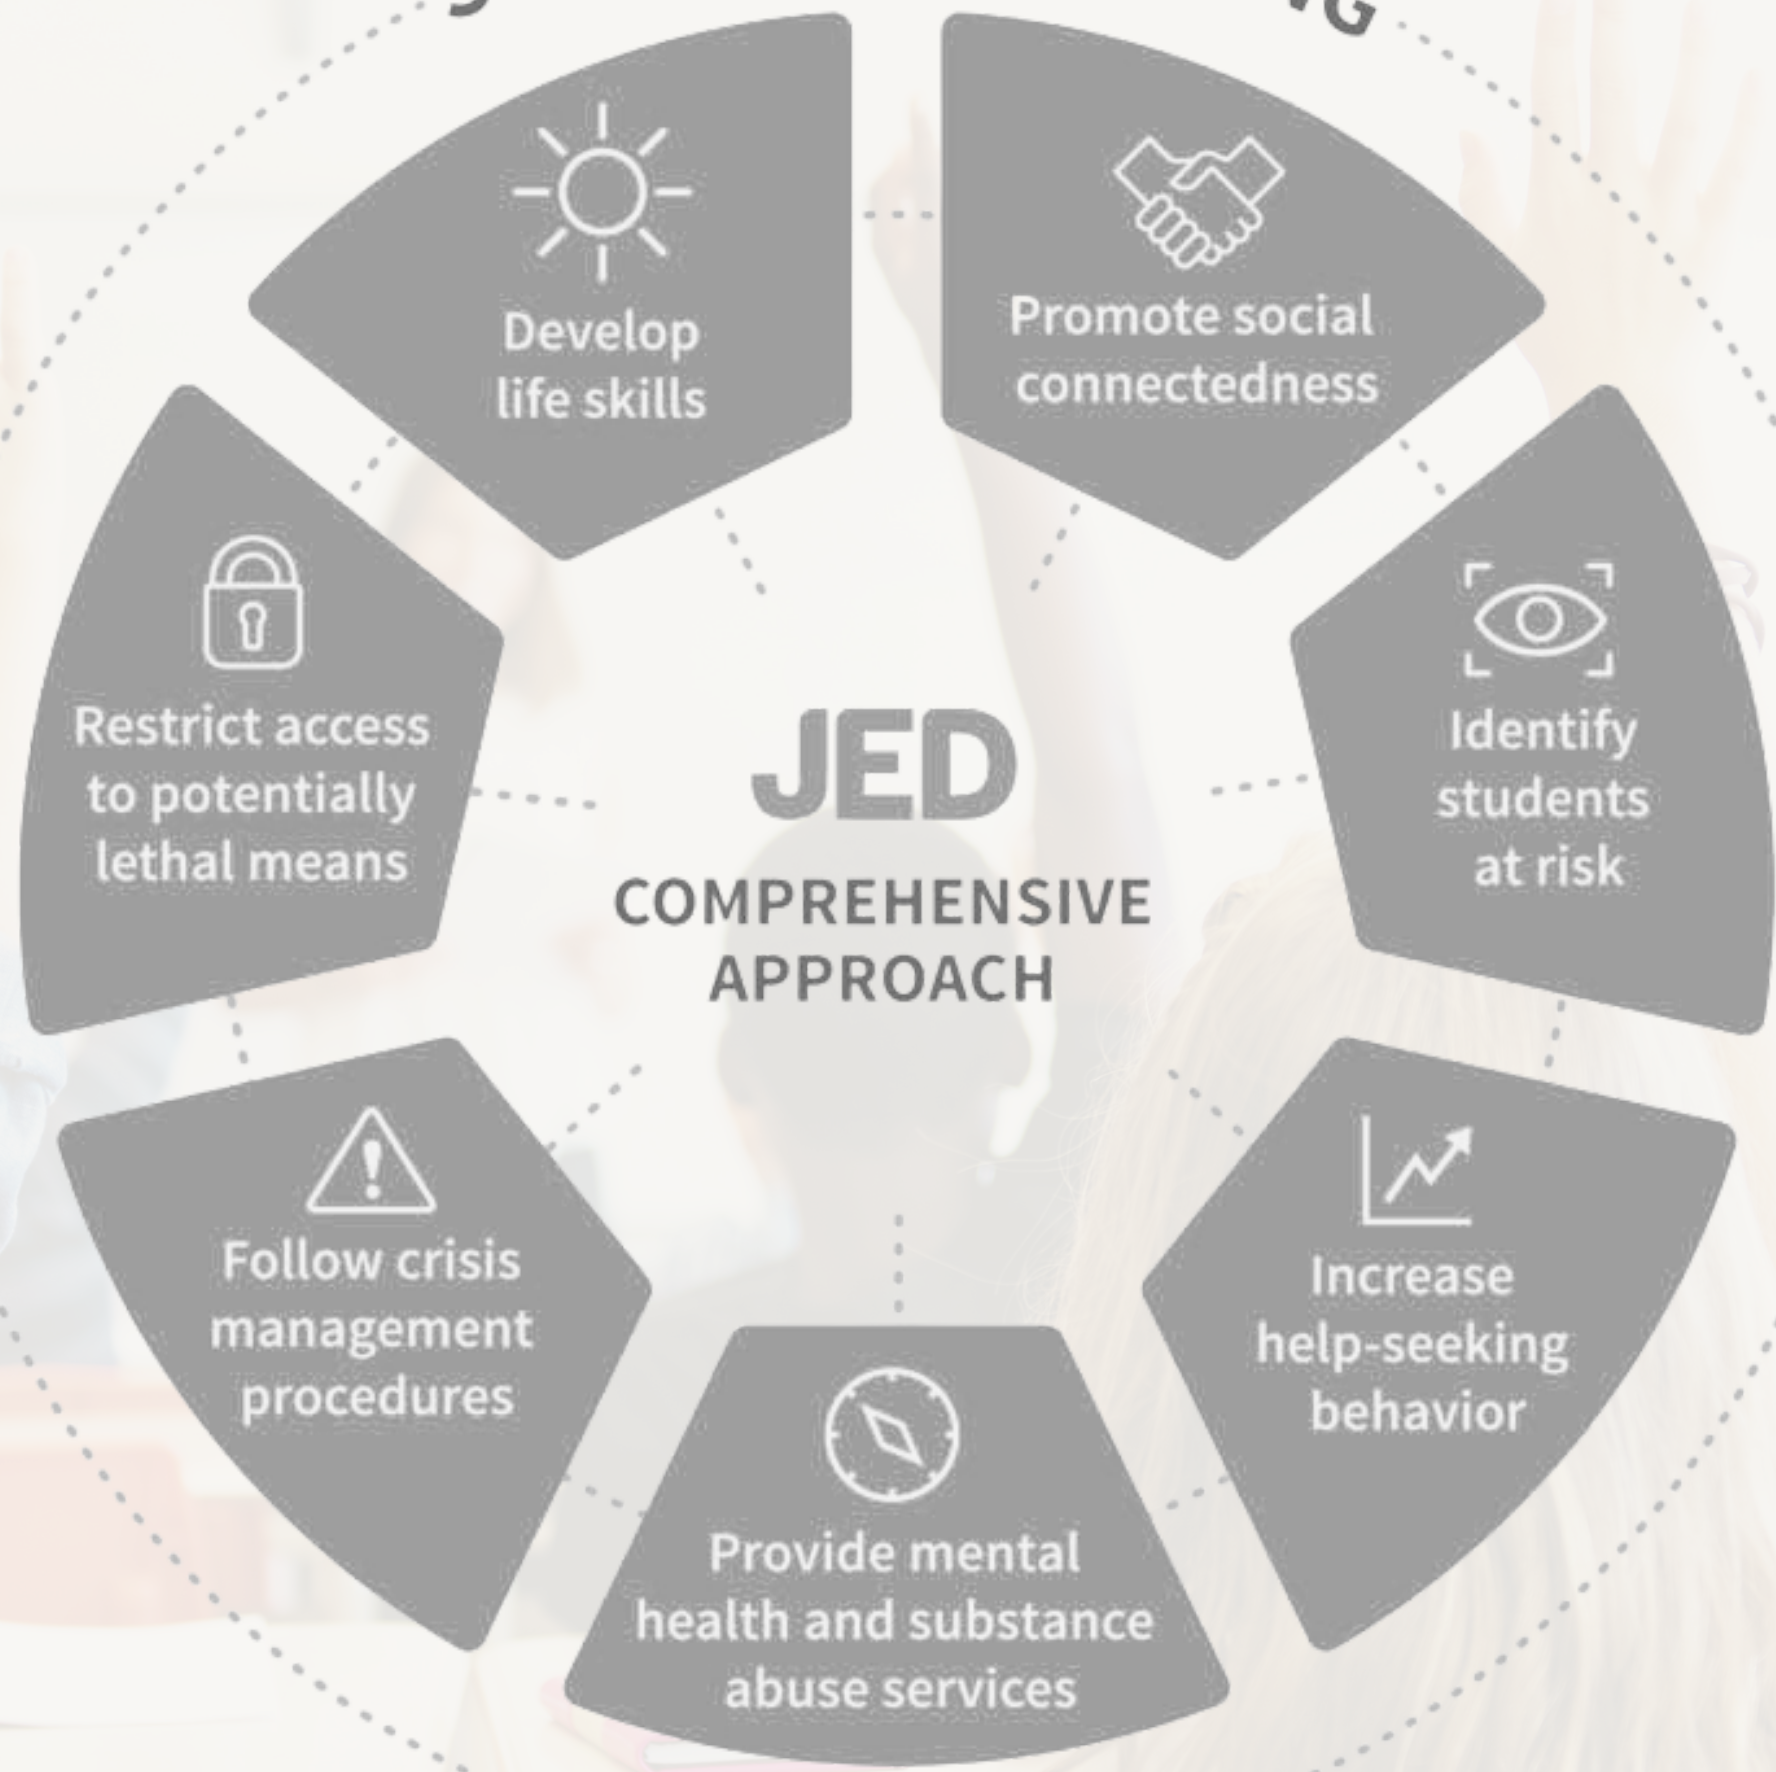 JED
COMPREHENSIVE
APPROACH
Develop
life skills
Promote social
connectedness
Identify
students
at risk
Increase
help-seeking
behavior
Provide mental
health and substance
abuse services
Follow crisis
management
procedures
Restrict access
to potentially
lethal means